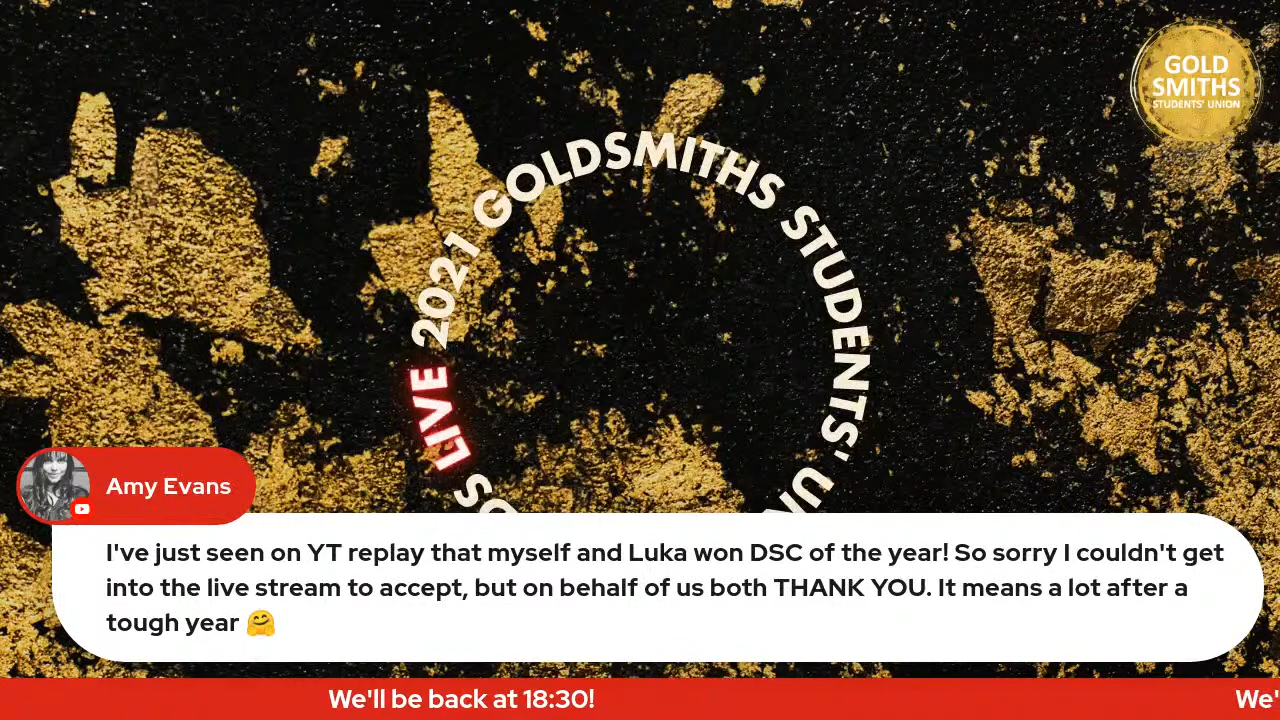 GOLD
SMITHS
STUDENTS' UNION
LIVE 2021 GOLDSMITHS STUDENTS'
Amy Evans
I've just seen on YT replay that myself and Luka won DSC of the year! So sorry I couldn't get
into the live stream to accept, but on behalf of us both THANK YOU. It means a lot after a
tough year 🤗
We'll be back at 18:30!